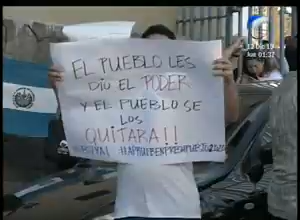 EL PUEBLO LES
DIÓ EL PODER
Y EL PUEBLO SE
LOS
QUITARA!!